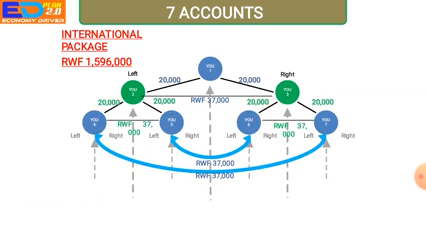 ED PLAN 2.0
ECONOMY DRIVER
7 ACCOUNTS
INTERNATIONAL
PACKAGE
RWF 1,596,000
YOU
1
20,000
20,000
Left
Right
RWF 37,000
YOU
2
YOU
3
20,000
20,000
20,000
20,000
YOU
4
RWF 37,
000
YOU
5
YOU
6
RWF 37,
000
YOU
7
Left
Right
Left
Right
Left
Right
Left
Right
RWF 37,000
RWF 37,000